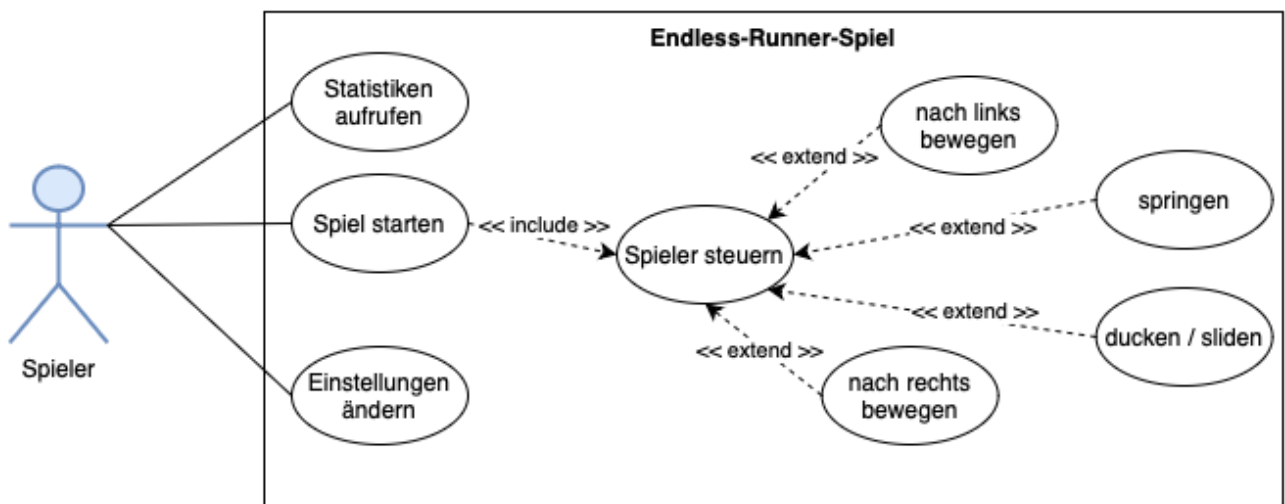 Endless-Runner-Spiel
Statistiken
aufrufen
nach links
bewegen
<< extend >>
springen
Spiel starten
<< include >>
<< extend >>
Spieler steuern
<< extend >>
ducken / sliden
<< extend >>
Spieler
Einstellungen
ändern
nach rechts
bewegen